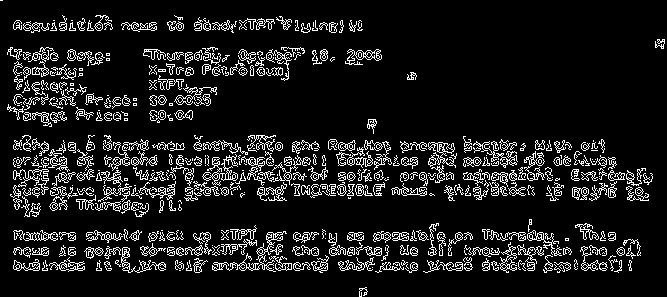 Acquisition news to send XTPT Flying!!!
Trade Date: Thursday, October 18, 2006
Company: X-Tra Petroleum
Ticker: XTPT
Current Price: $0.0055
Target Price: $0.04
Here is a brand new entry into the Red Hot energy sector. With oil
prices at record levels these small companies are poised to deliver
HUGE profits. With a combination of solid, proven management, Extremely
lucrative business sector, and INCREDIBLE news, this stock is going to
fly on Thursday !!!
Members should pick up XTPT as early as possible on Thursday . This
news is going to send XTPT off the charts! We all know that in the oil
business it's the big announcements that make these stocks explode!!!